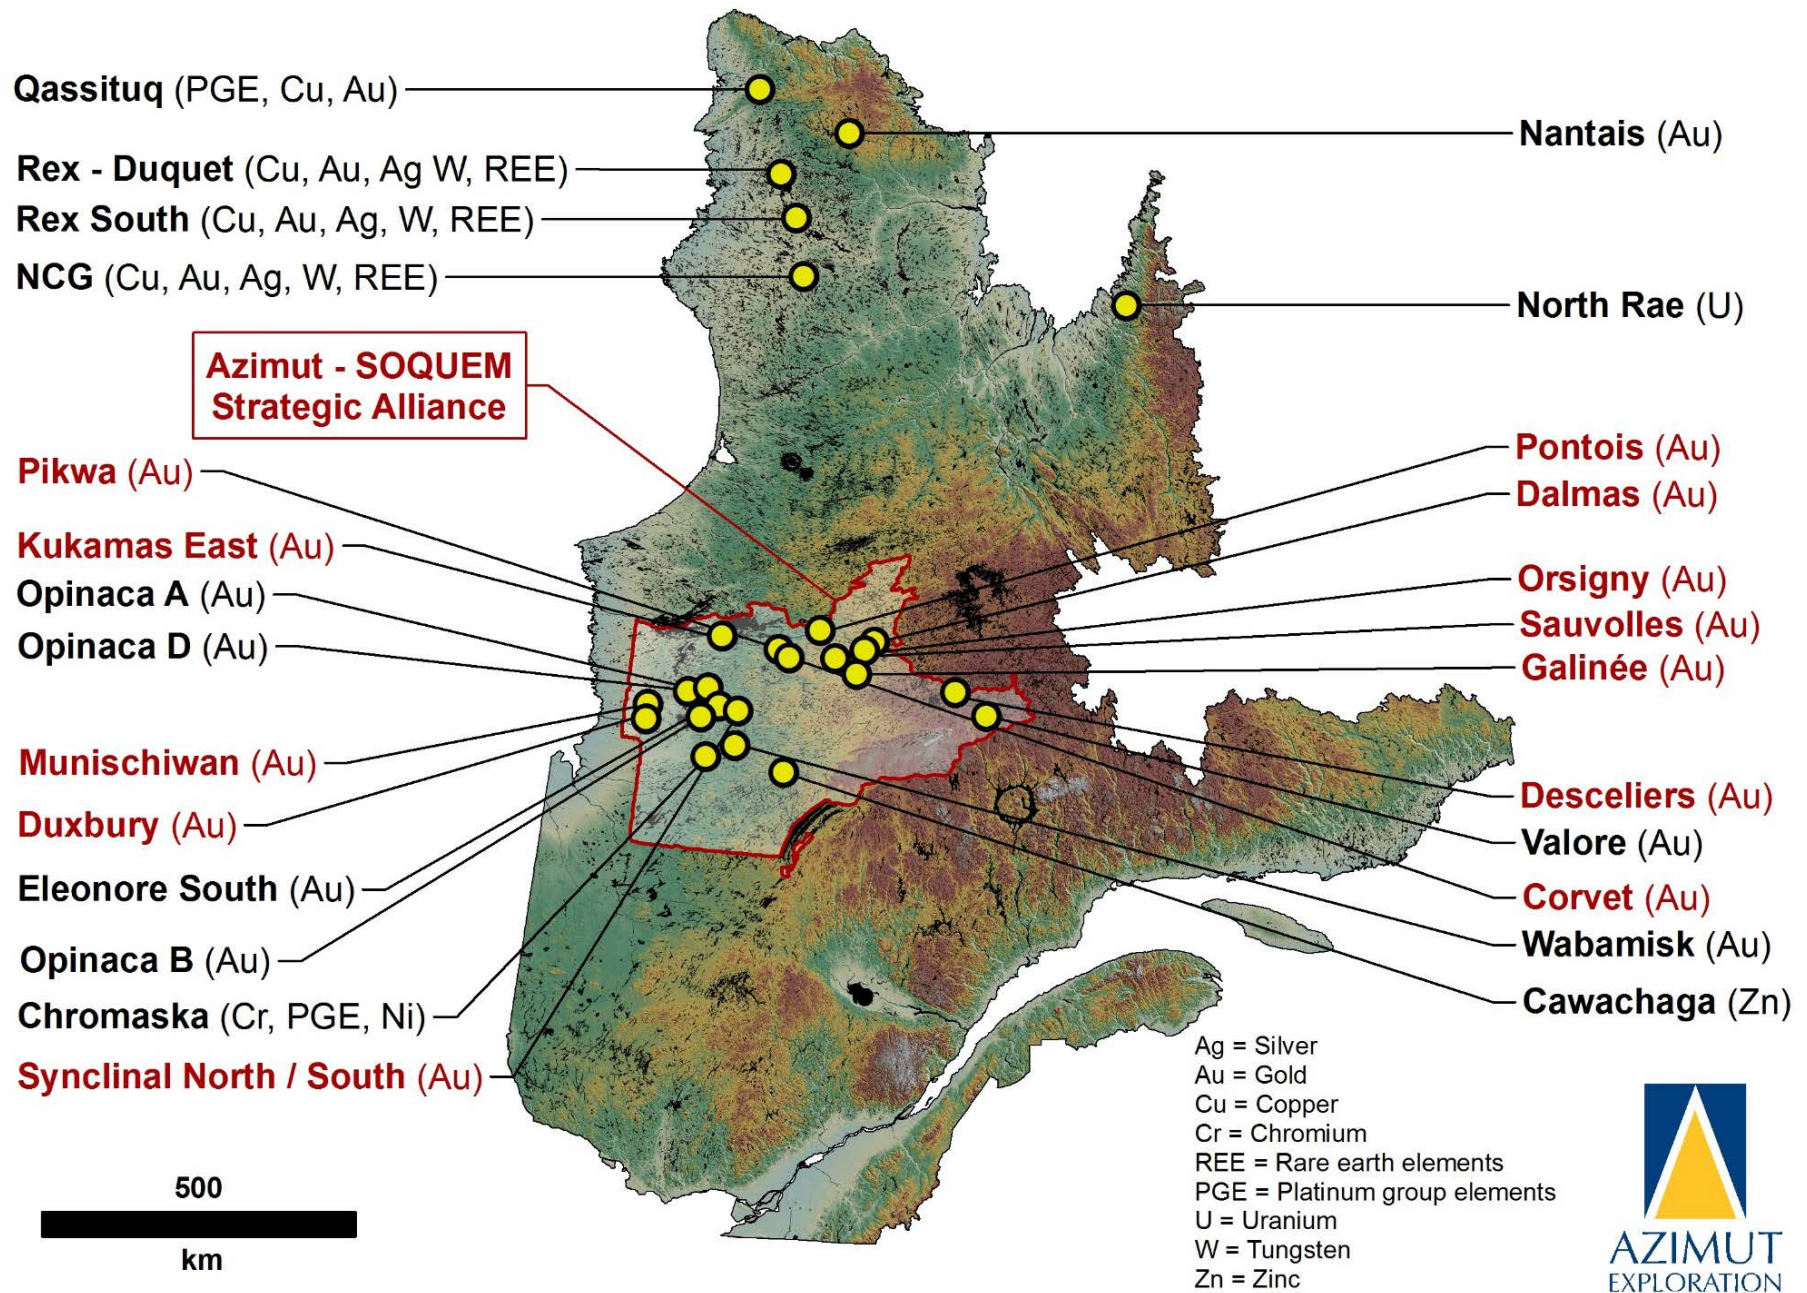 Qassituq (PGE, Cu, Au)
Rex - Duquet (Cu, Au, Ag W, REE)
Rex South (Cu, Au, Ag, W, REE)
NCG (Cu, Au, Ag, W, REE)
Azimut - SOQUEM
Strategic Alliance
Pikwa (Au)
Kukamas East (Au)
Opinaca A (Au)
Opinaca D (Au)
Munischiwan (Au)
Duxbury (Au)
Eleonore South (Au)
Opinaca B (Au)
Chromaska (Cr, PGE, Ni)
Synclinal North / South (Au)
500
km
Nantais (Au)
North Rae (U)
Pontois (Au)
Dalmas (Au)
Orsigny (Au)
Sauvolles (Au)
Galinée (Au)
Desceliers (Au)
Valore (Au)
Corvet (Au)
Wabamisk (Au)
Cawachaga (Zn)
Ag = Silver
Au = Gold
Cu = Copper
Cr = Chromium
REE = Rare earth elements
PGE = Platinum group elements
U = Uranium
W = Tungsten
Zn = Zinc
AZIMUT
EXPLORATION